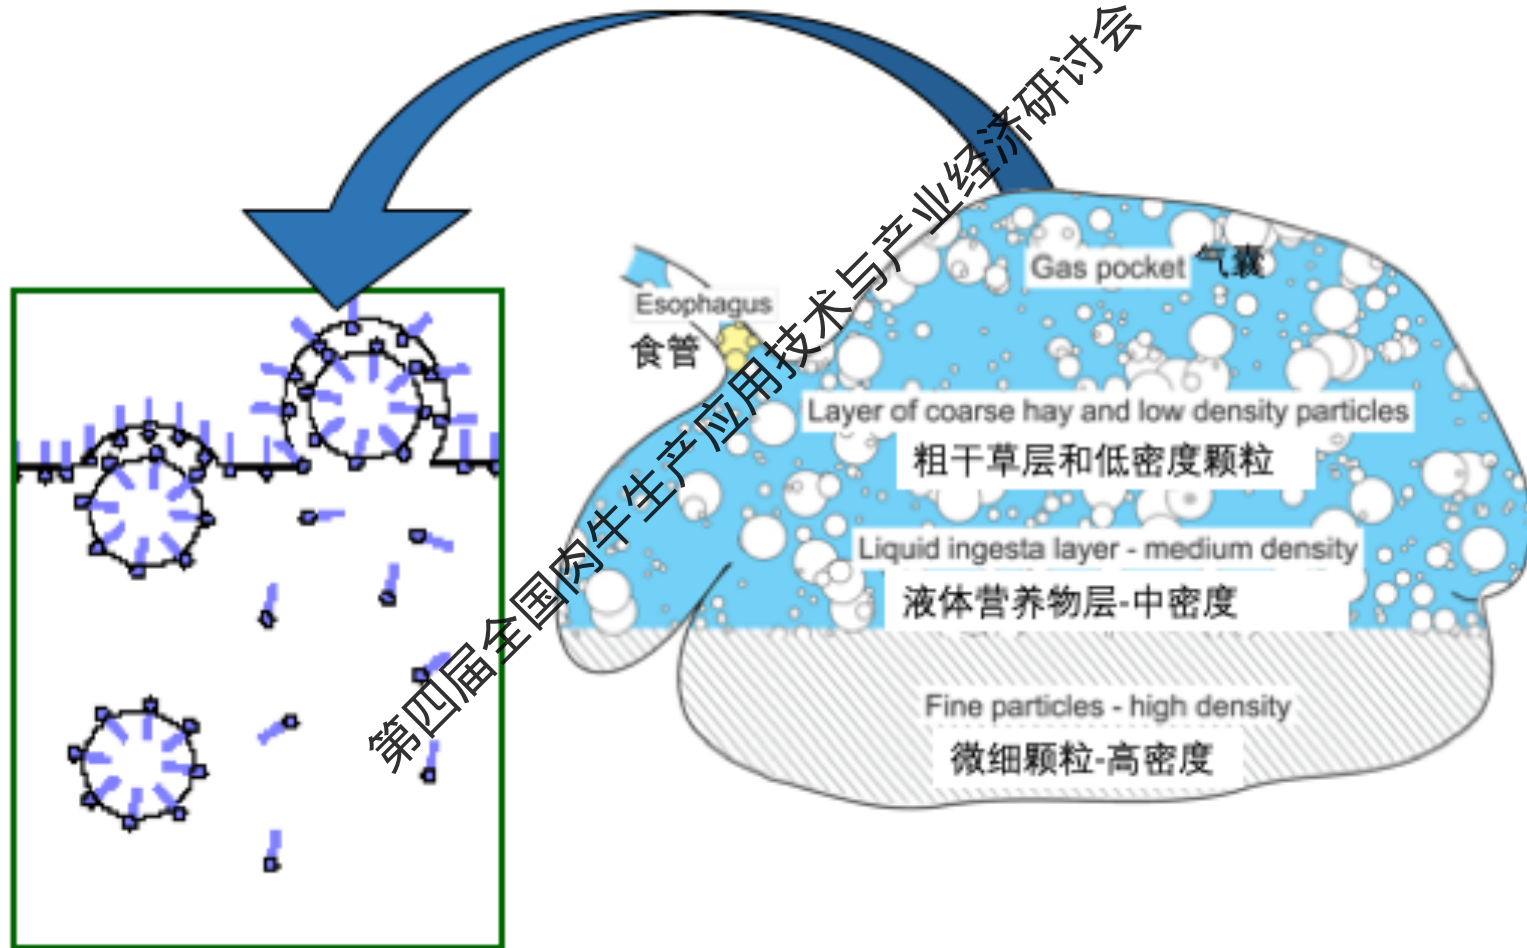 第四届全国肉牛生产应用技术与产业经济研讨会
Gas pocket 气囊
Esophagus
食管
Layer of coarse hay and low density particles
粗干草层和低密度颗粒
Liquid ingesta layer - medium density
液体营养物层-中密度
Fine particles - high density
微细颗粒-高密度